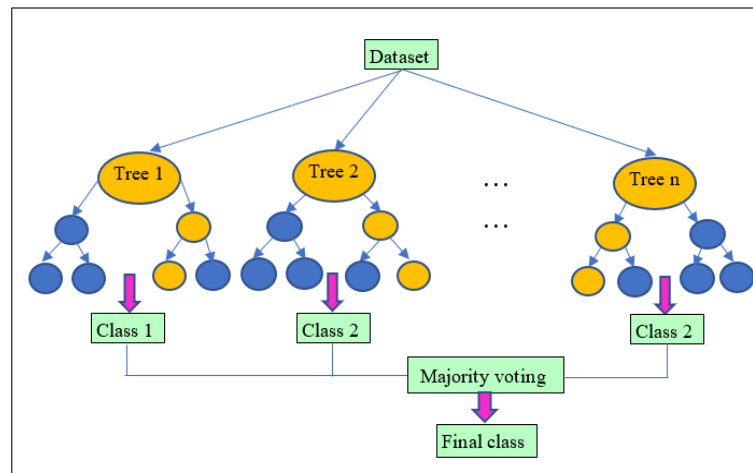 Dataset
Tree 1
Tree 2
...
Tree n
...
Class 1
Class 2
Class 2
Majority voting
Final class